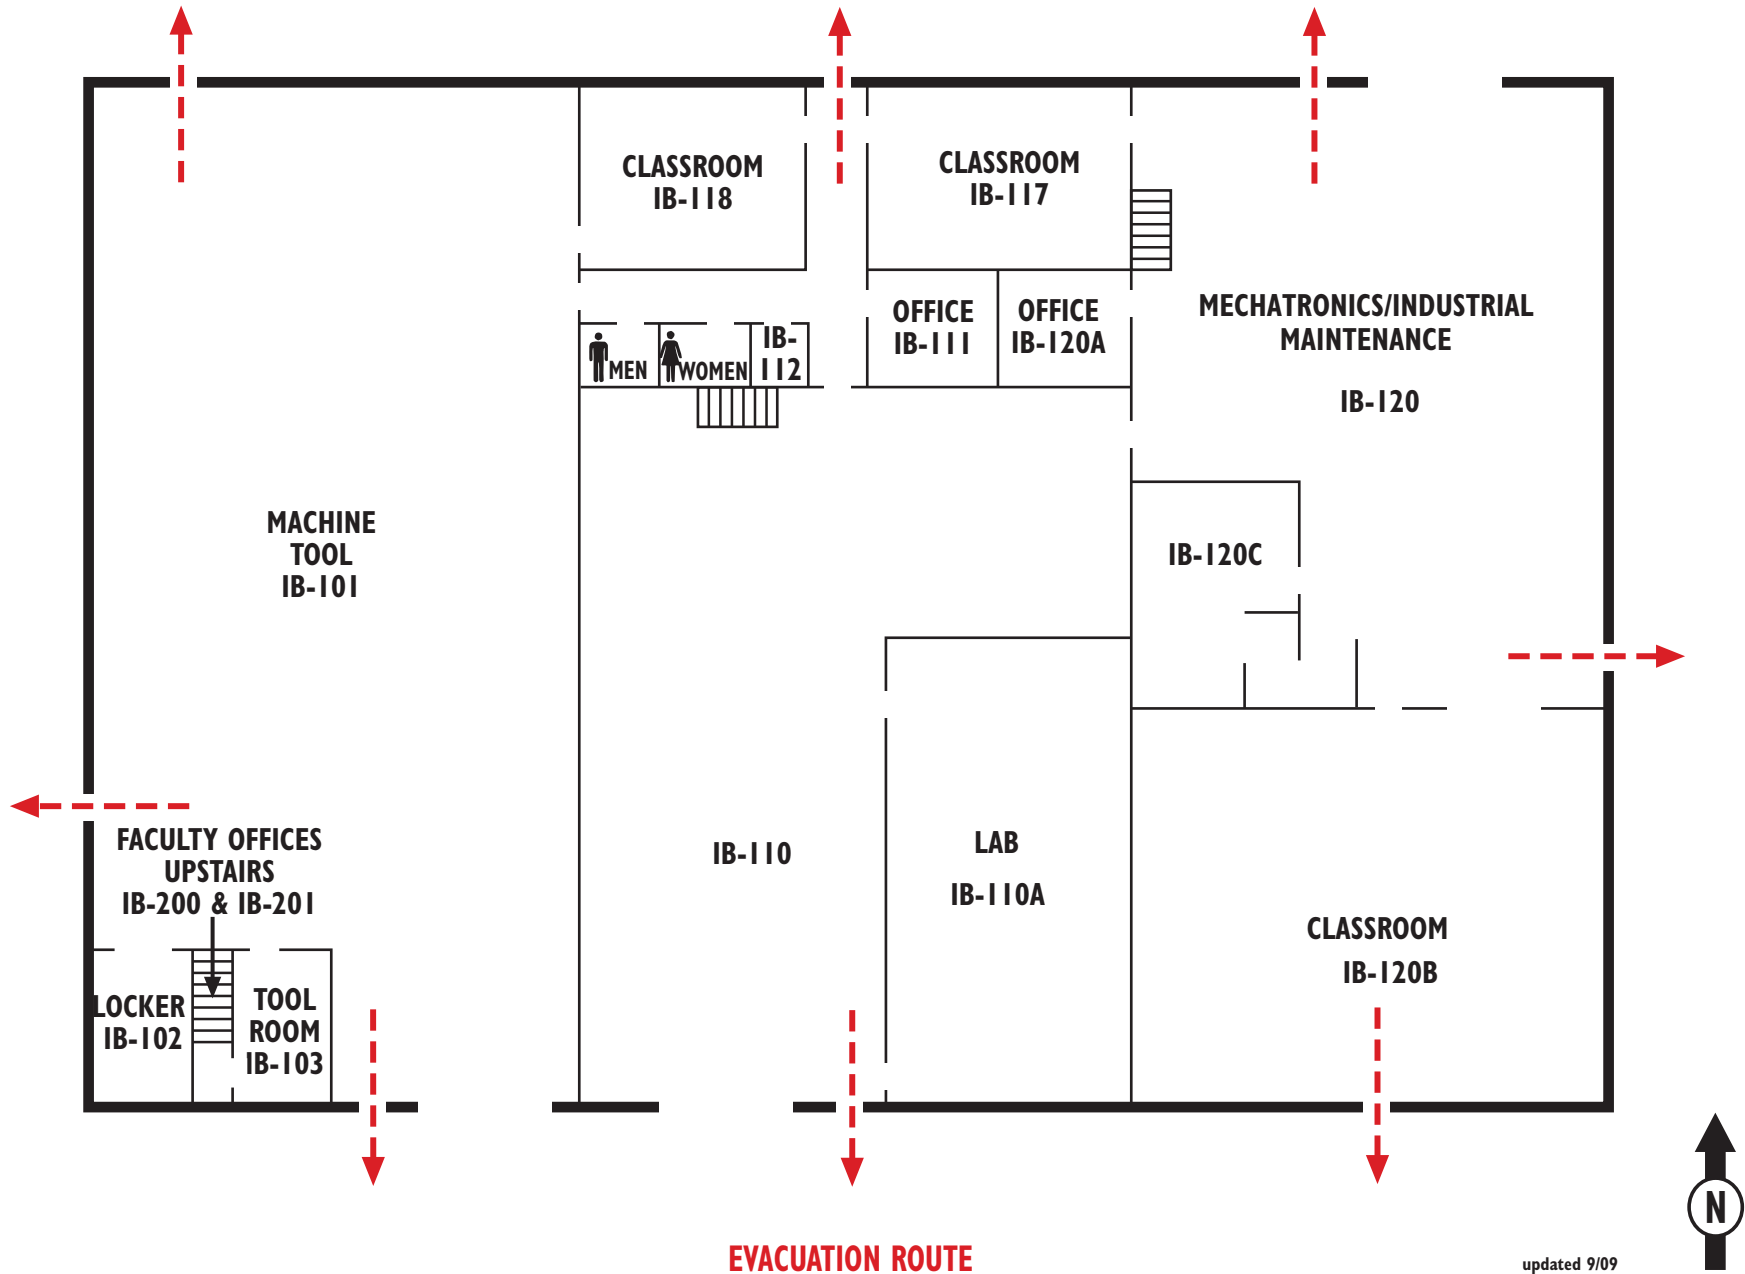 CLASSROOM
IB-118
CLASSROOM
IB-117
OFFICE
IB-111
OFFICE
IB-120A
MECHATRONICS/INDUSTRIAL
MAINTENANCE
IB-120
MEN
WOMEN
IB-
112
MACHINE
TOOL
IB-101
IB-120C
FACULTY OFFICES
UPSTAIRS
IB-200 & IB-201
IB-110
LAB
IB-110A
CLASSROOM
IB-120B
LOCKER
IB-102
TOOL
ROOM
IB-103
N
EVACUATION ROUTE
updated 9/09